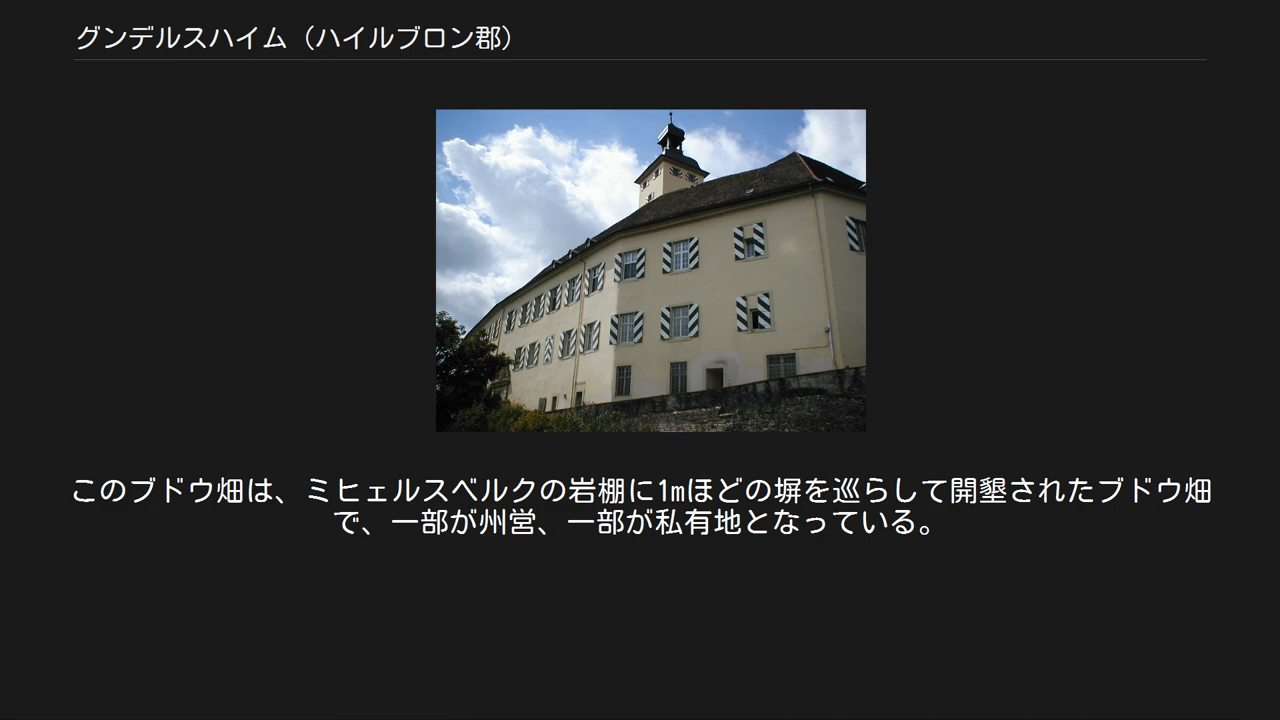 グンデルスハイム（ハイルブロン郡）
このブドウ畑は、ミヒェルスベルクの岩棚に1mほどの塀を巡らして開墾されたブドウ畑
で、一部が州営、一部が私有地となっている。